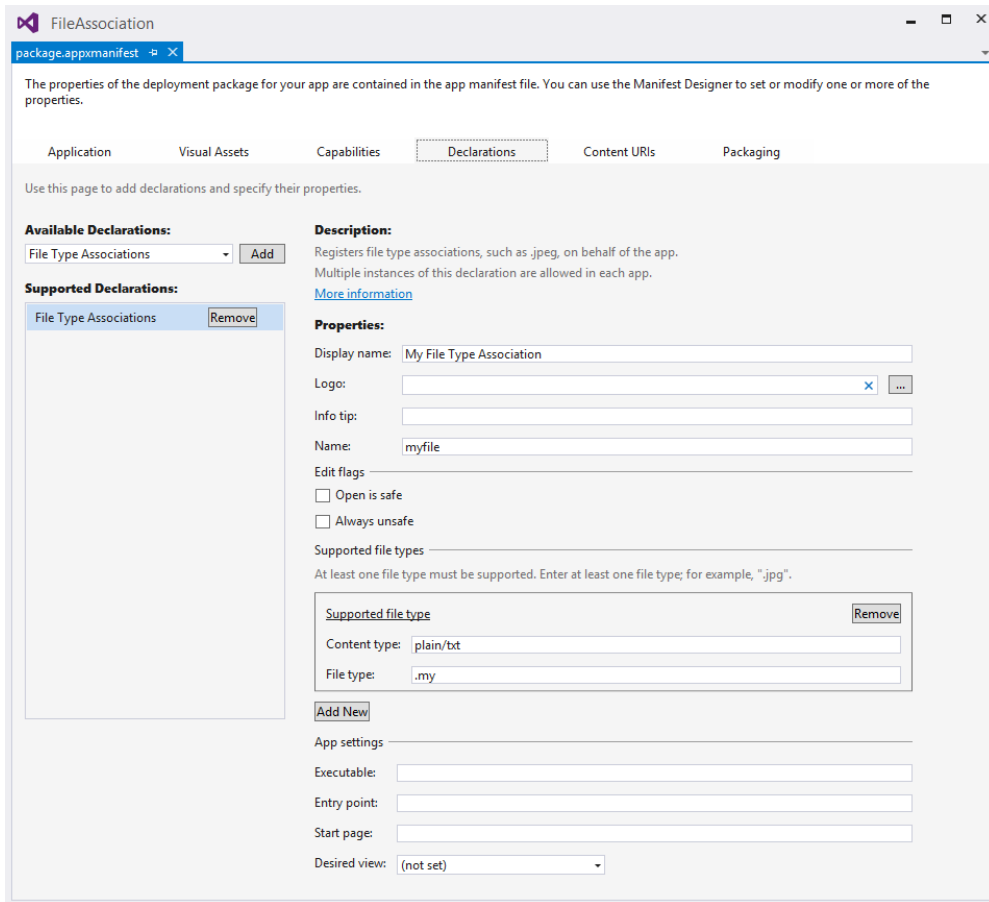 FileAssociation
package.appxmanifest
The properties of the deployment package for your app are contained in the app manifest file. You can use the Manifest Designer to set or modify one or more of the
properties.
Application Visual Assets Capabilities Declarations Content URIs Packaging
Use this page to add declarations and specify their properties.
Available Declarations:
File Type Associations Add
Supported Declarations:
File Type Associations Remove
Description:
Registers file type associations, such as .jpeg, on behalf of the app.
Multiple instances of this declaration are allowed in each app.
More information
Properties:
Display name: My File Type Association
Logo: ...
Info tip:
Name: myfile
Edit flags
Open is safe
Always unsafe
Supported file types
At least one file type must be supported. Enter at least one file type; for example, ".jpg".
Supported file type Remove
Content type: plain/txt
File type: .my
Add New
App settings
Executable:
Entry point:
Start page:
Desired view: (not set)